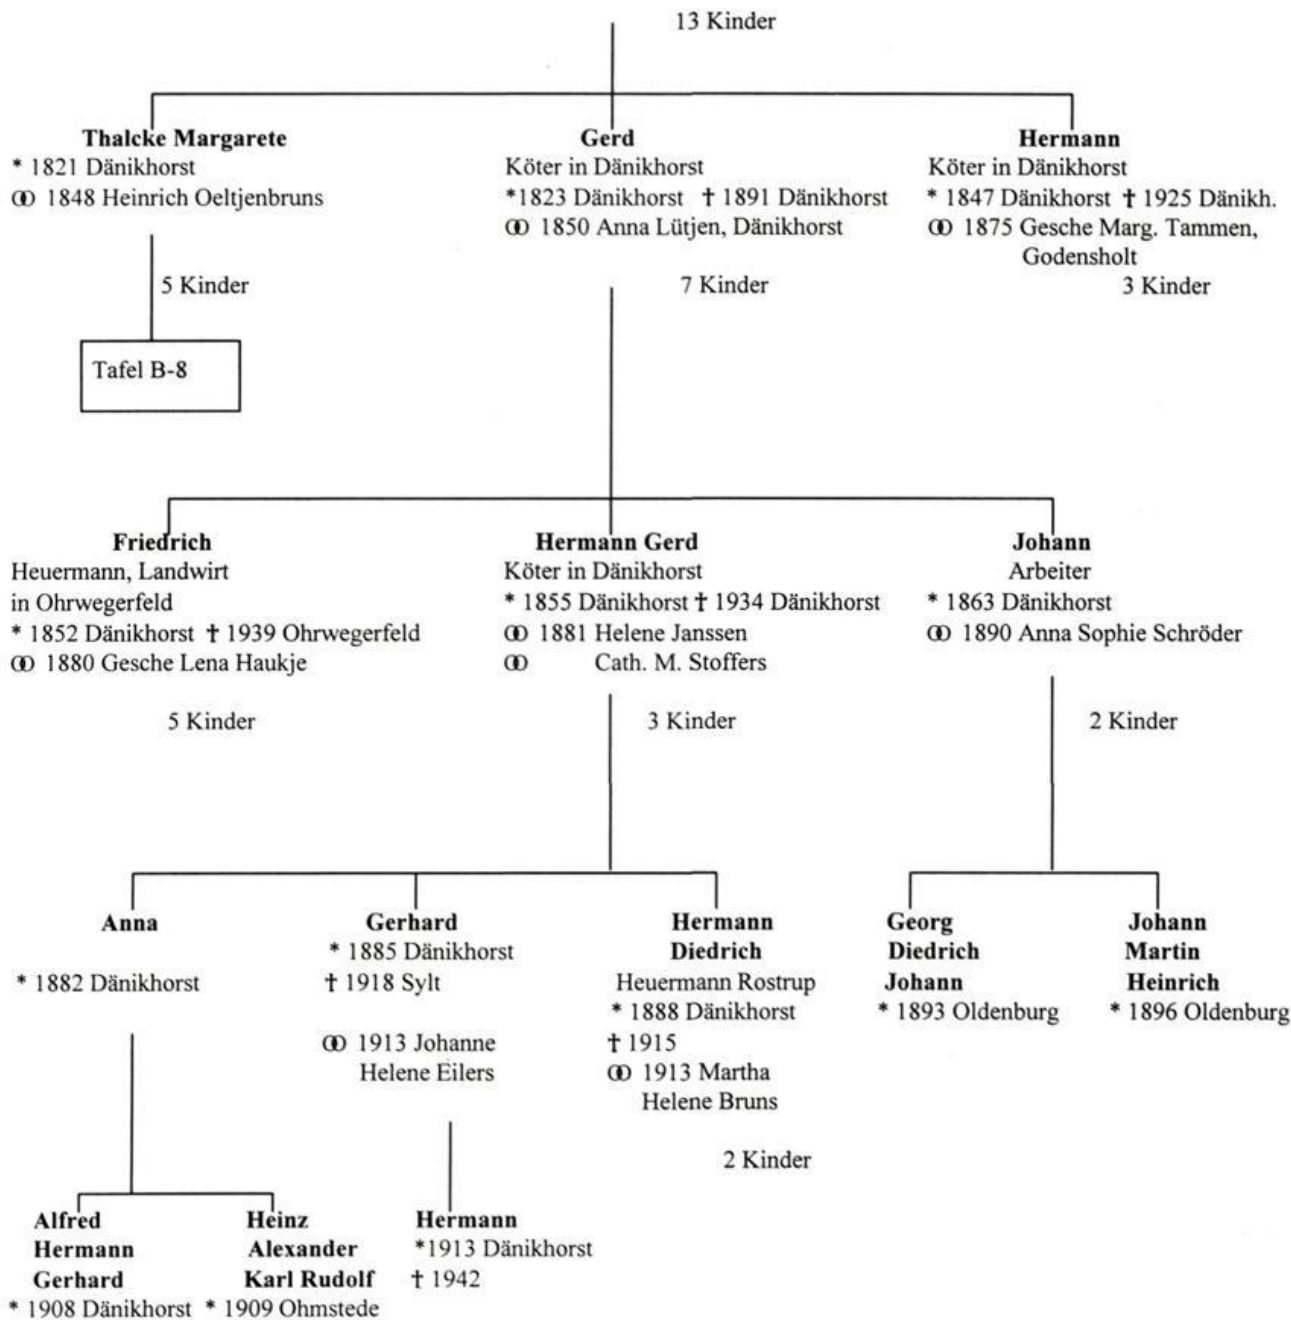 13 Kinder
Thalcke Margarete
* 1821 Dänikhorst
⚭ 1848 Heinrich Oeltjenbruns
5 Kinder
Tafel B-8
Gerd
Köter in Dänikhorst
*1823 Dänikhorst † 1891 Dänikhorst
⚭ 1850 Anna Lütjen, Dänikhorst
7 Kinder
Hermann
Köter in Dänikhorst
* 1847 Dänikhorst † 1925 Dänikh.
⚭ 1875 Gesche Marg. Tammen,
Godensholt
3 Kinder
Friedrich
Heuermann, Landwirt
in Ohrwegerfeld
* 1852 Dänikhorst † 1939 Ohrwegerfeld
⚭ 1880 Gesche Lena Haukje
5 Kinder
Hermann Gerd
Köter in Dänikhorst
* 1855 Dänikhorst † 1934 Dänikhorst
⚭ 1881 Helene Janssen
⚭ Cath. M. Stoffers
3 Kinder
Johann
Arbeiter
* 1863 Dänikhorst
⚭ 1890 Anna Sophie Schröder
2 Kinder
Anna
* 1882 Dänikhorst
Gerhard
* 1885 Dänikhorst
† 1918 Sylt
⚭ 1913 Johanne
Helene Eilers
Hermann
Diedrich
Heuermann Rostrup
* 1888 Dänikhorst
† 1915
⚭ 1913 Martha
Helene Bruns
2 Kinder
Georg
Diedrich
Johann
* 1893 Oldenburg
Johann
Martin
Heinrich
* 1896 Oldenburg
Alfred
Hermann
Gerhard
* 1908 Dänikhorst
Heinz
Alexander
Karl Rudolf
* 1909 Ohmstede
Hermann
*1913 Dänikhorst
† 1942